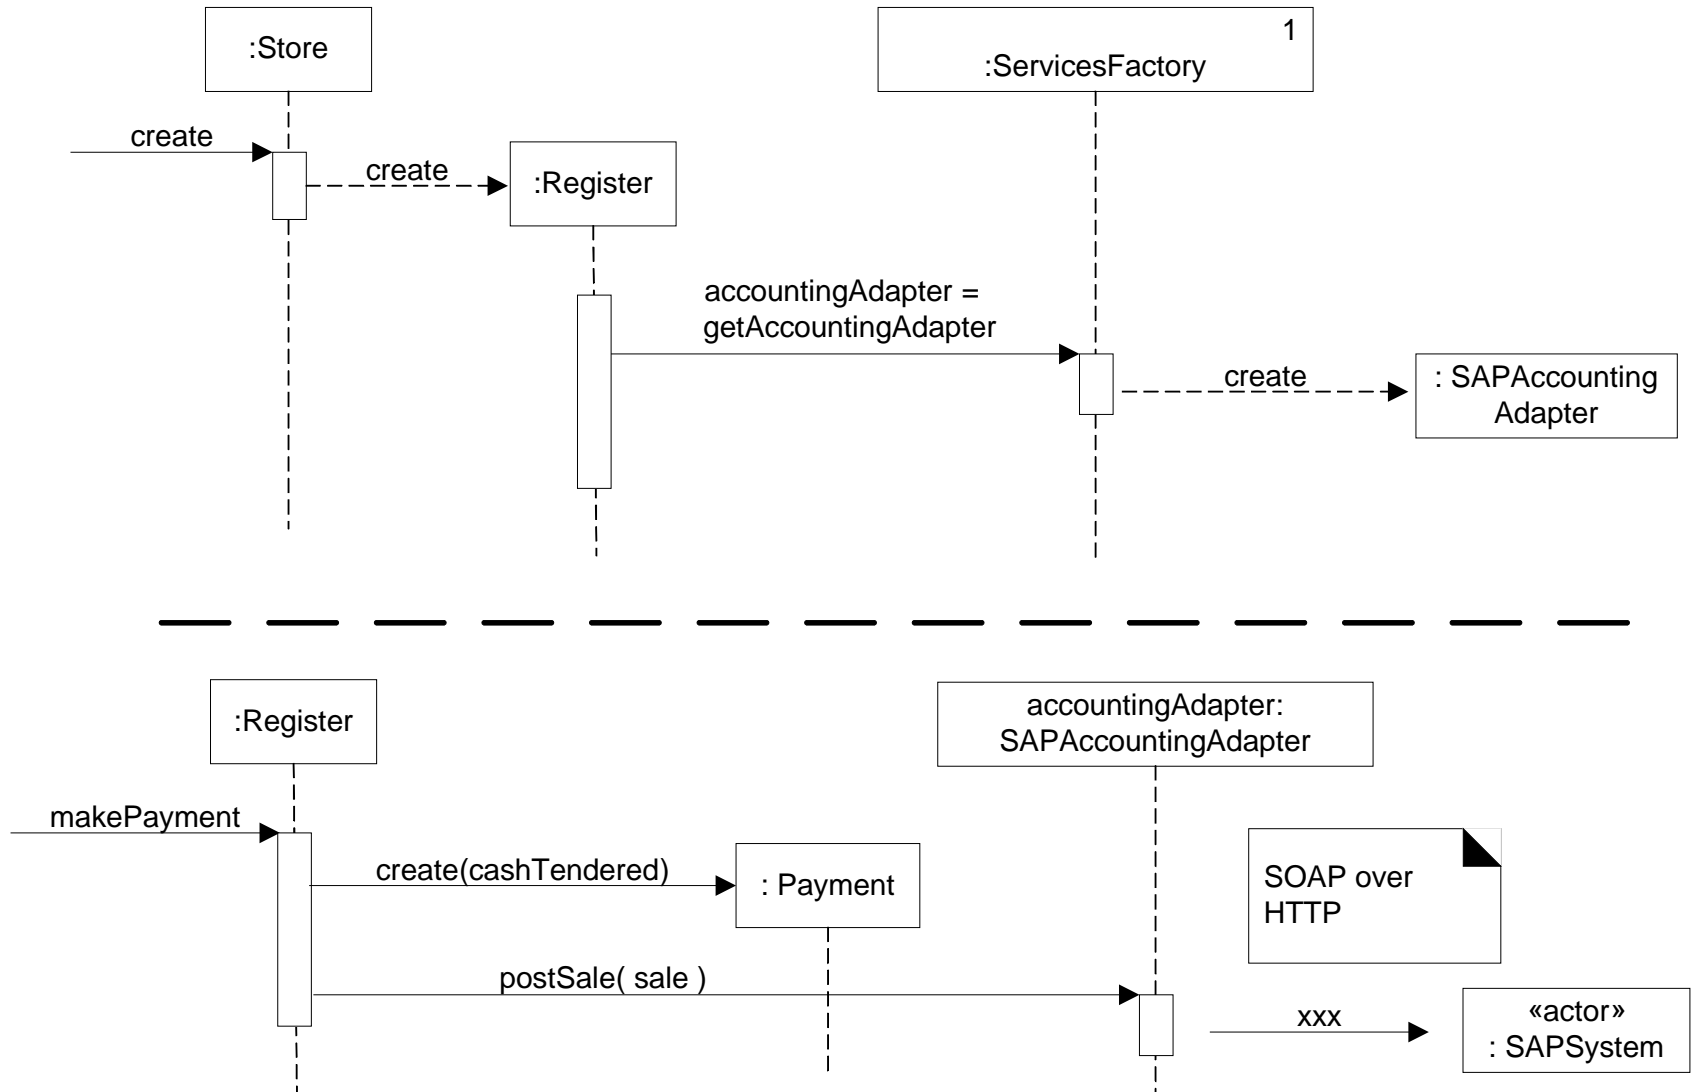 1
:Store
:ServicesFactory
create
create
:Register
accountingAdapter =
getAccountingAdapter
create
: SAPAccounting
Adapter
:Register
accountingAdapter:
SAPAccountingAdapter
makePayment
create(cashTendered)
: Payment
SOAP over
HTTP
postSale( sale )
xxx
«actor»
: SAPSystem